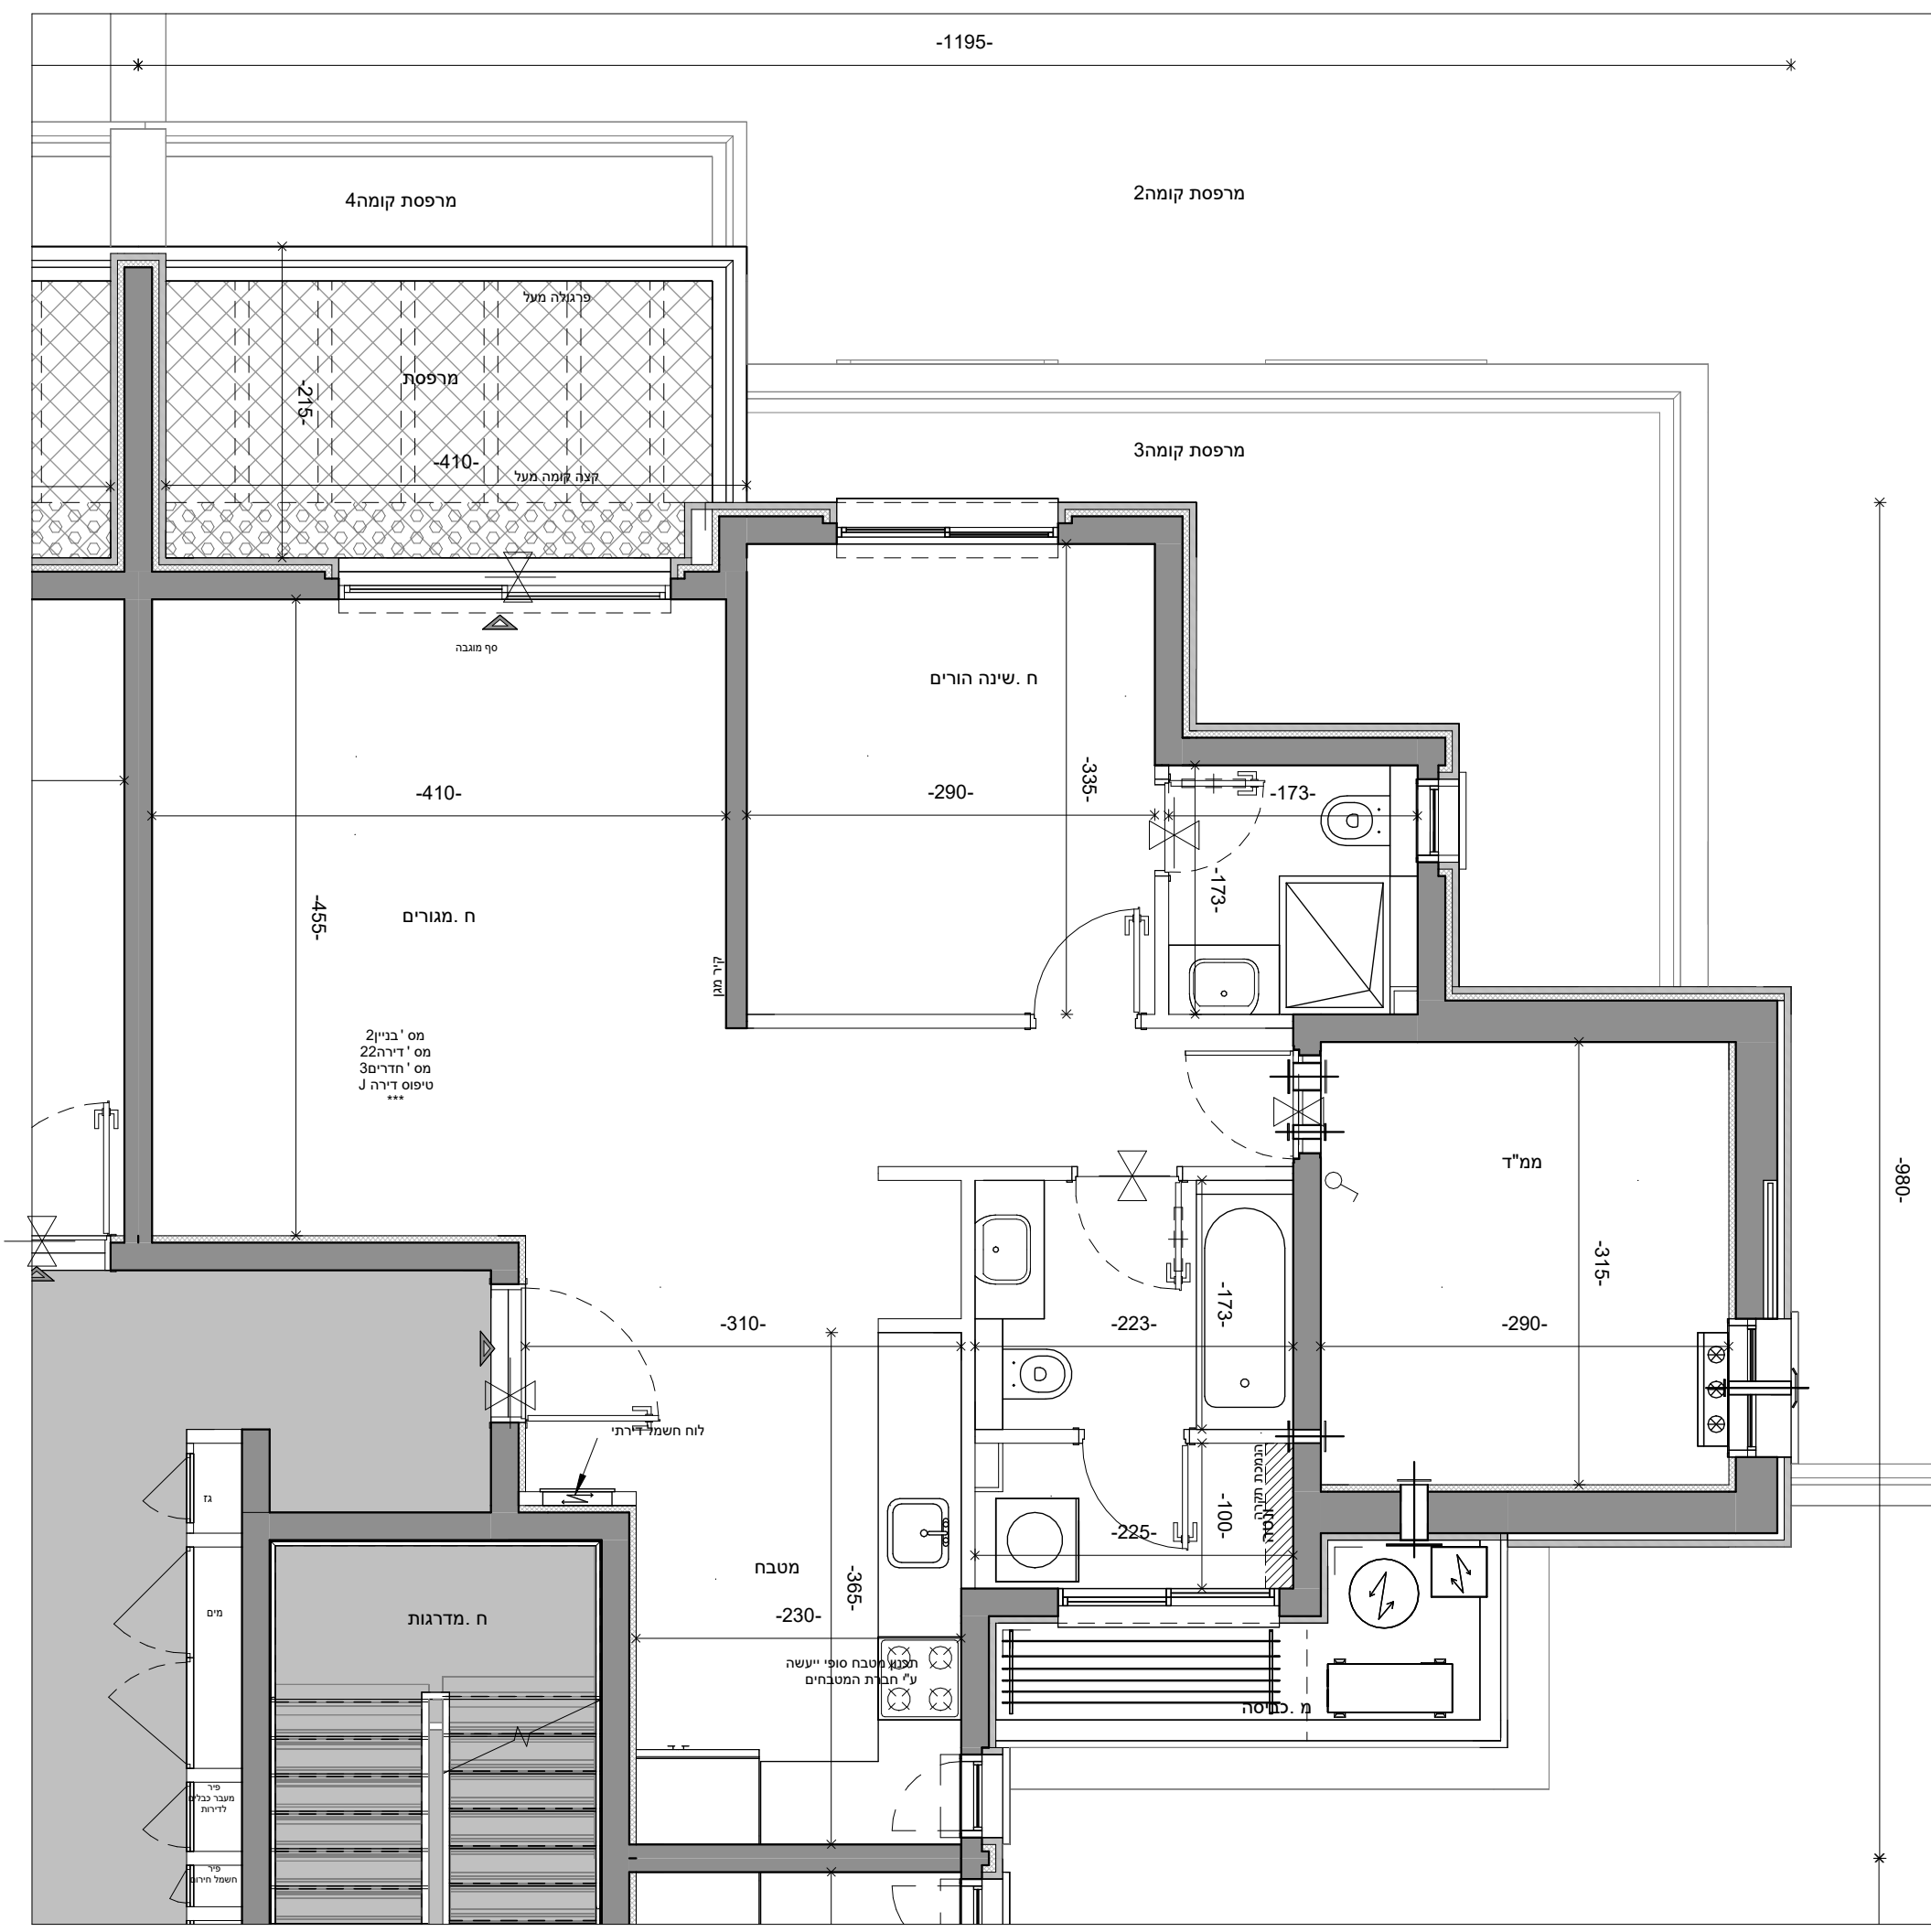 -1195-
מרפסת קומה4
מרפסת קומה2
פרגולה מעל
מרפסת
-215-
-410-
קצה קומה מעל
מרפסת קומה3
סף מוגבה
ח .שינה הורים
-410-
-290-
-335-
-173-
-173-
-455-
ח .מגורים
קיר מגן
מס ' בניין2
מס ' דירה22
מס ' חדרים3
טיפוס דירה J
***
ממ"ד
-980-
-315-
-310-
-223-
-173-
-290-
לוח חשמל דירתי
הנמכת תקרה
גז
-100-
-225-
מטבח
-365-
-230-
מים
ח .מדרגות
תכנון מטבח סופי ייעשה
ע"י חברת המטבחים
מ .כביסה
פיר
מעבר כבלים
לדירות
פיר
חשמל חירום